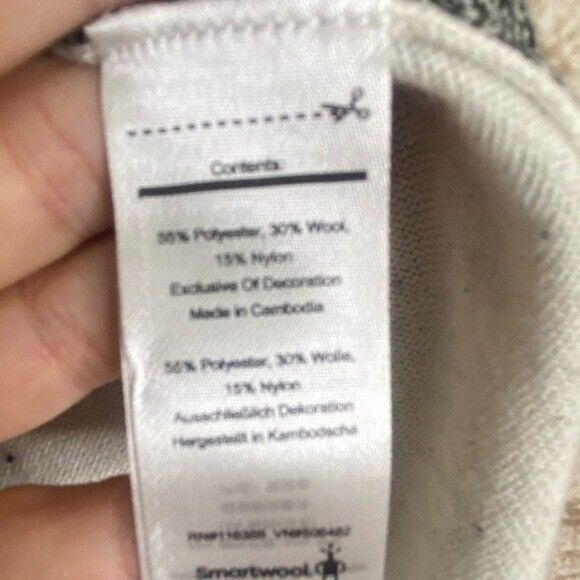 Contents:
55% Polyester, 30% Wool,
15% Nylon
Exclusive Of Decoration
Made in Cambodia
55% Polyester, 30% Wolle,
15% Nylon
Ausschließlich Dekoration
Hergestellt in Kambodscha
Smartwool